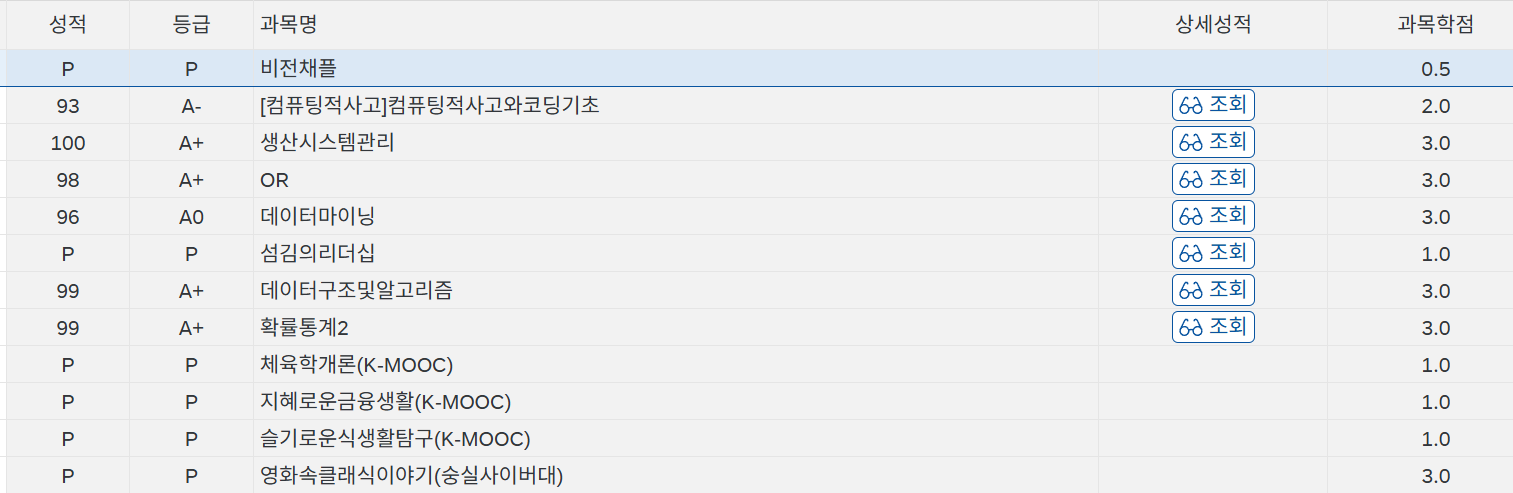 성적 등급 과목명 상세성적 과목학점
P P 비전채플 0.5
93 A- [컴퓨팅적사고]컴퓨팅적사고와코딩기초 조회 2.0
100 A+ 생산시스템관리 조회 3.0
98 A+ OR 조회 3.0
96 A0 데이터마이닝 조회 3.0
P P 섬김의리더십 조회 1.0
99 A+ 데이터구조및알고리즘 조회 3.0
99 A+ 확률통계2 조회 3.0
P P 체육학개론(K-MOOC) 1.0
P P 지혜로운금융생활(K-MOOC) 1.0
P P 슬기로운식생활탐구(K-MOOC) 1.0
P P 영화속클래식이야기(숭실사이버대) 3.0